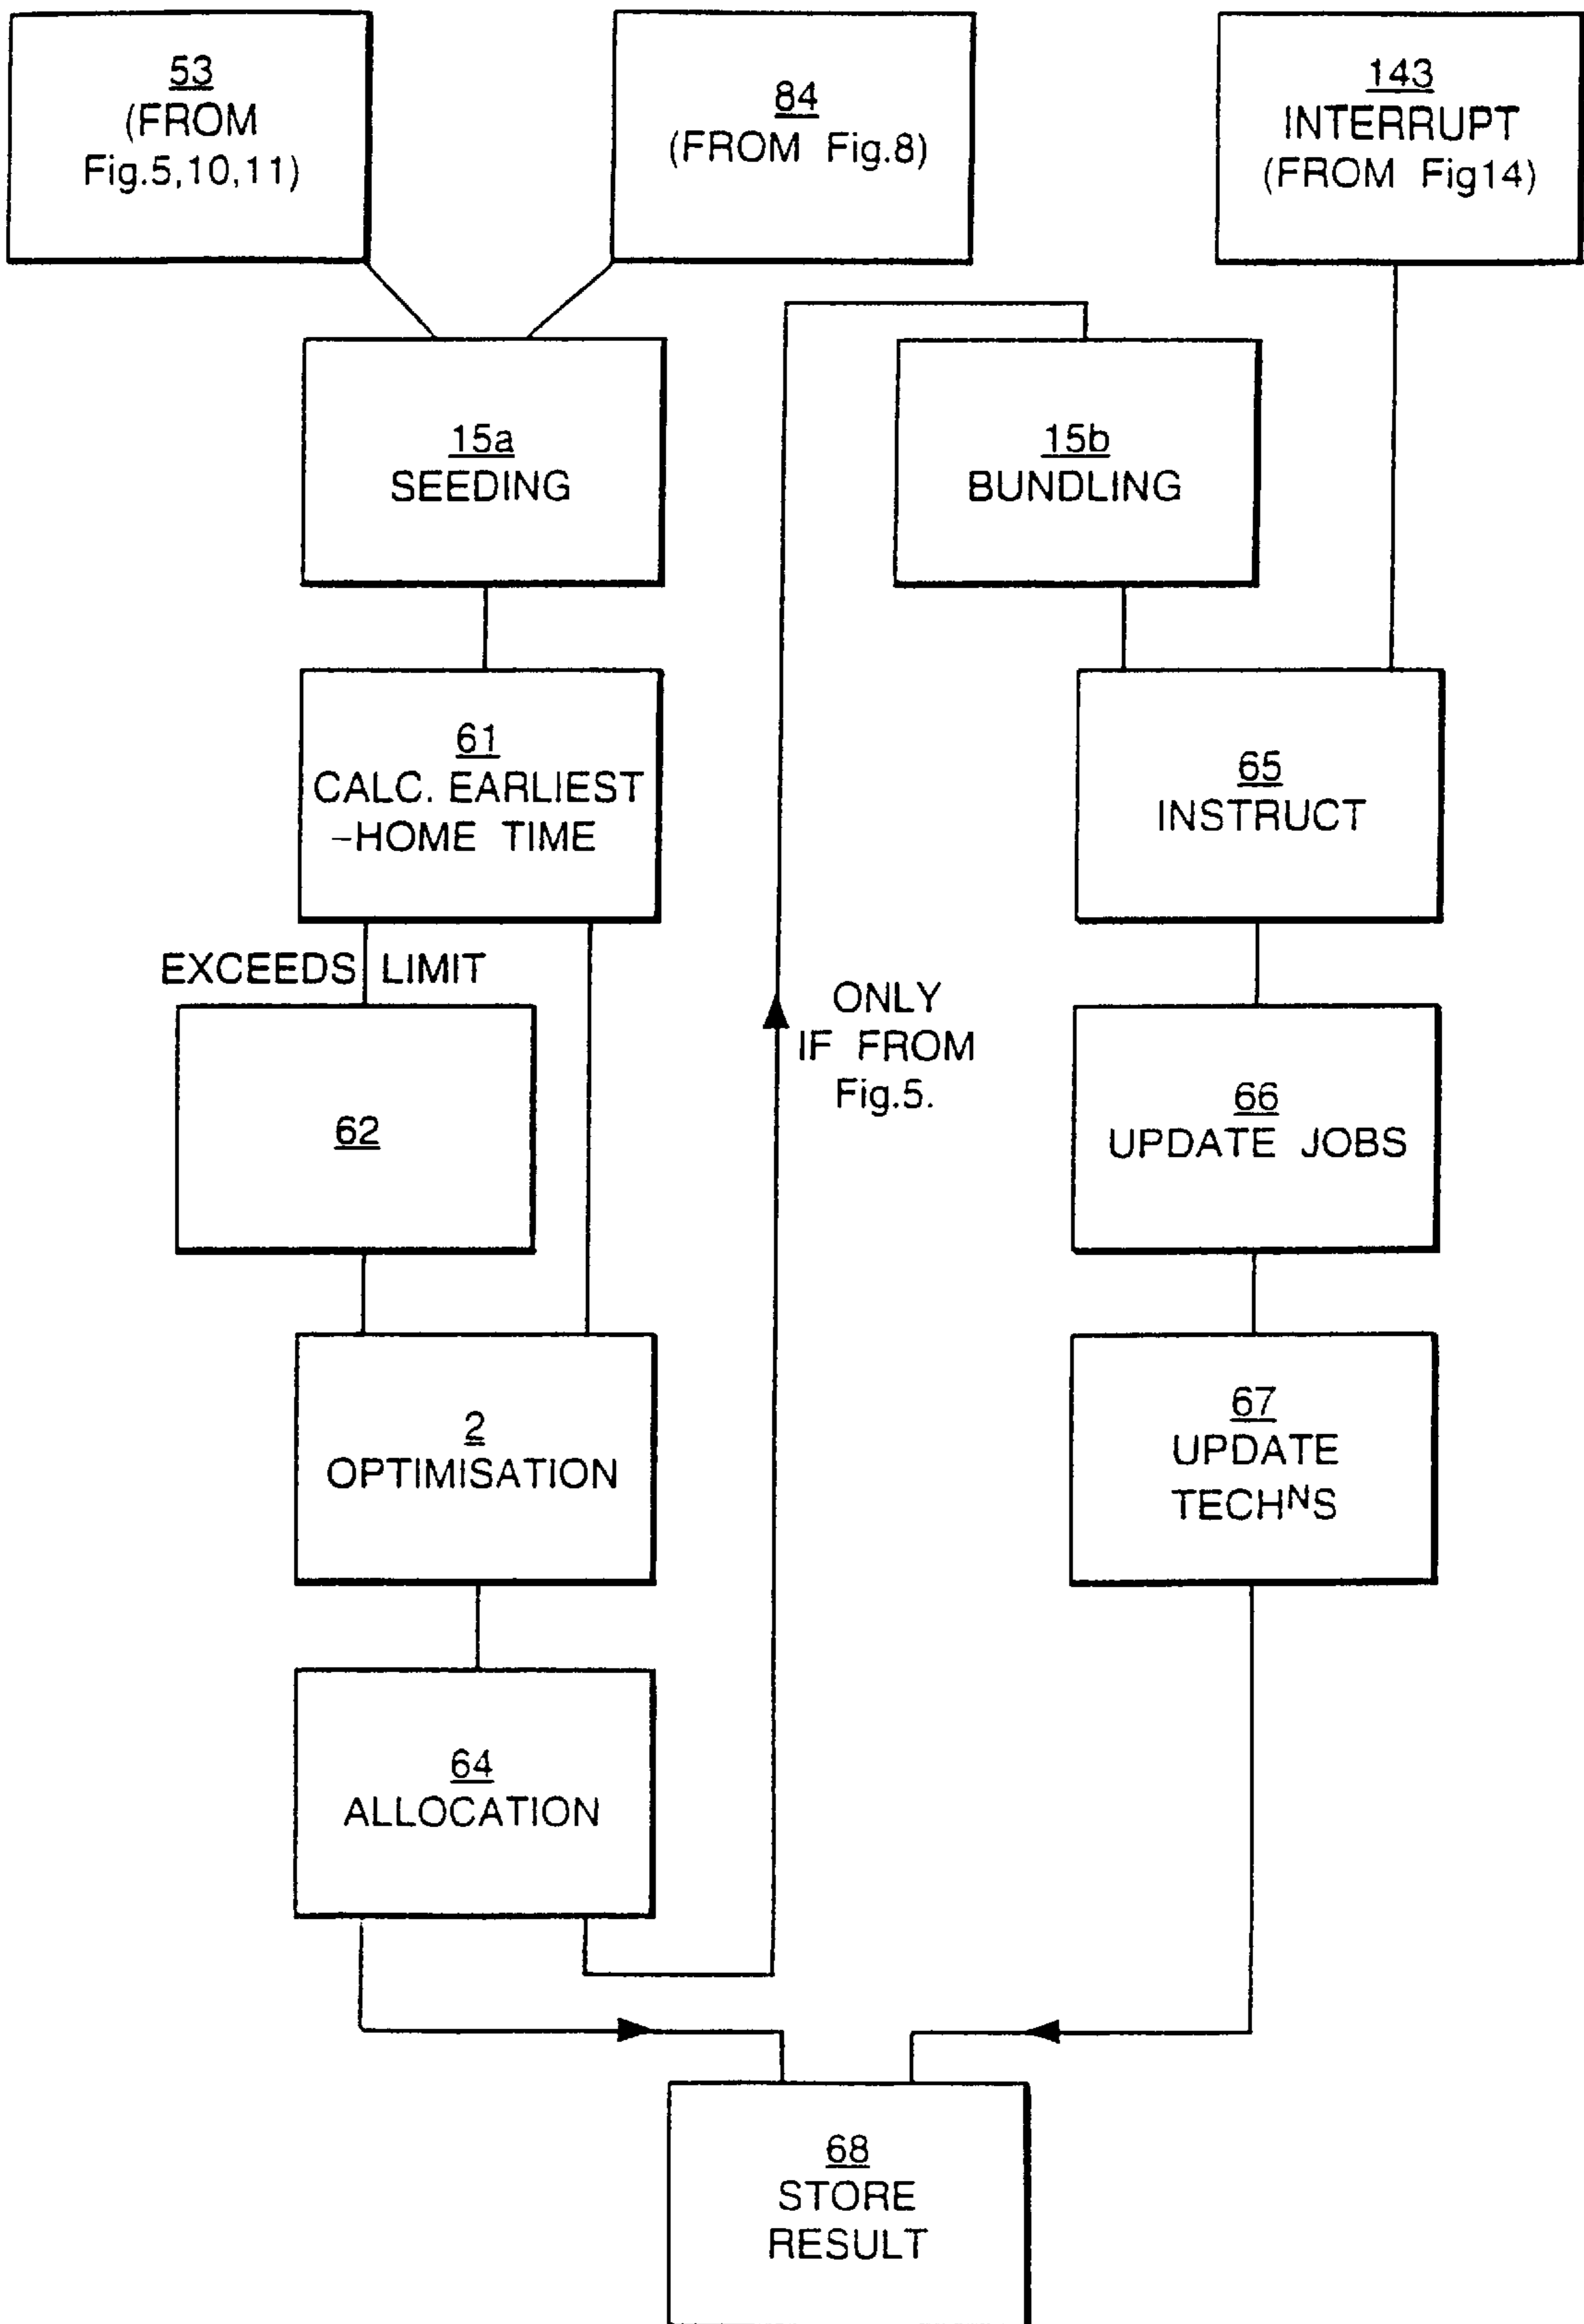 53
(FROM
Fig.5,10,11)
84
(FROM Fig.8)
143
INTERRUPT
(FROM Fig14)
15a
SEEDING
15b
BUNDLING
61
CALC. EARLIEST
-HOME TIME
65
INSTRUCT
EXCEEDS LIMIT
ONLY
IF FROM
Fig.5.
62
66
UPDATE JOBS
2
OPTIMISATION
67
UPDATE
TECHNS
64
ALLOCATION
68
STORE
RESULT